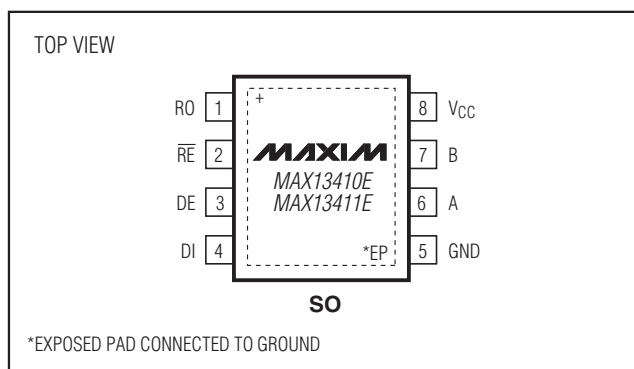 TOP VIEW
RO 1
RE 2
DE 3
DI 4
+
MAXIM
MAX13410E
MAX13411E
*EP
8 VCC
7 B
6 A
5 GND
SO
*EXPOSED PAD CONNECTED TO GROUND